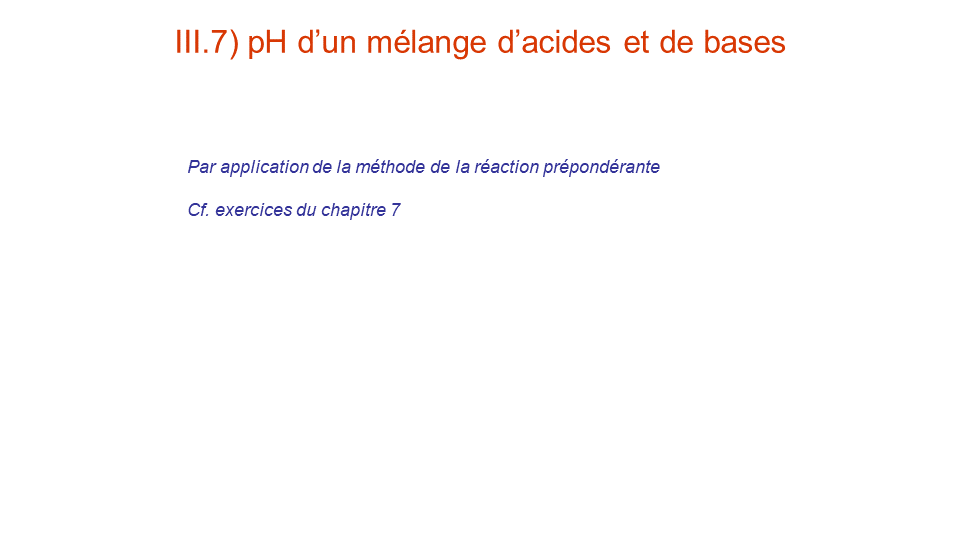 III.7) pH d’un mélange d’acides et de bases
Par application de la méthode de la réaction prépondérante
Cf. exercices du chapitre 7